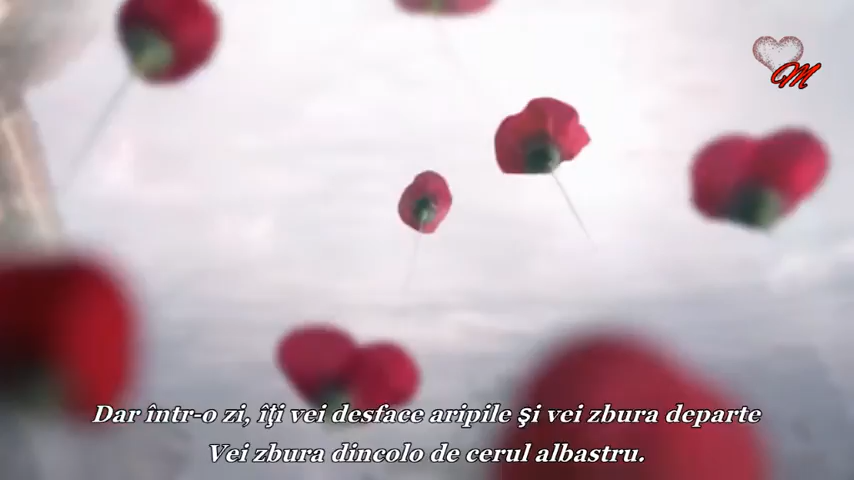 M
Dar într-o zi, îţi vei desface aripile şi vei zbura departe
Vei zbura dincolo de cerul albastru.